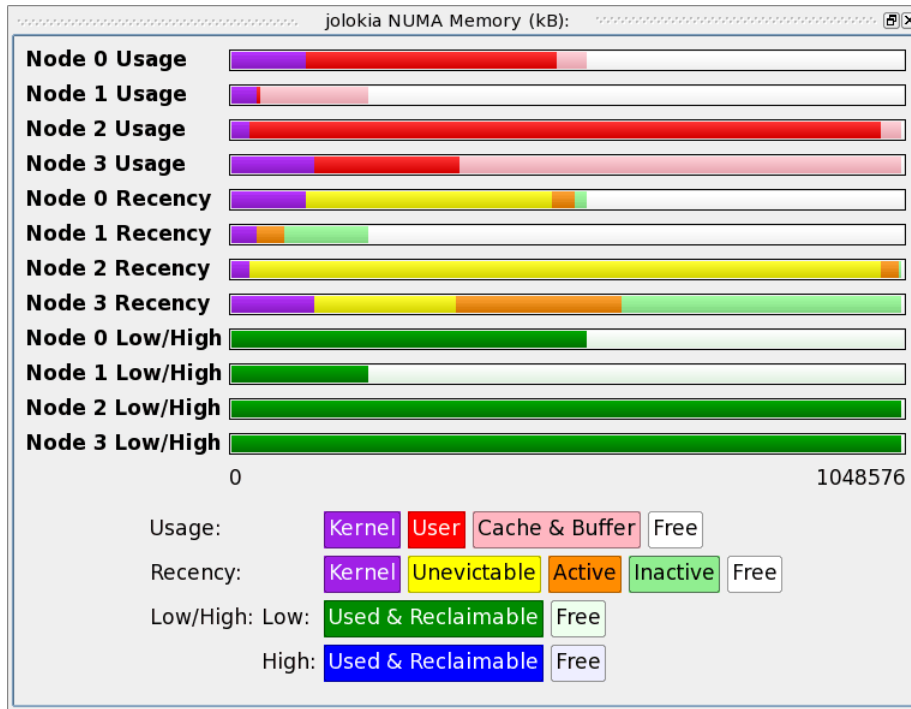 jolokia NUMA Memory (kB):
Node 0 Usage
Node 1 Usage
Node 2 Usage
Node 3 Usage
Node 0 Recency
Node 1 Recency
Node 2 Recency
Node 3 Recency
Node 0 Low/High
Node 1 Low/High
Node 2 Low/High
Node 3 Low/High
0 1048576
Usage: Kernel User Cache & Buffer Free
Recency: Kernel Unevictable Active Inactive Free
Low/High: Low: Used & Reclaimable Free
High: Used & Reclaimable Free